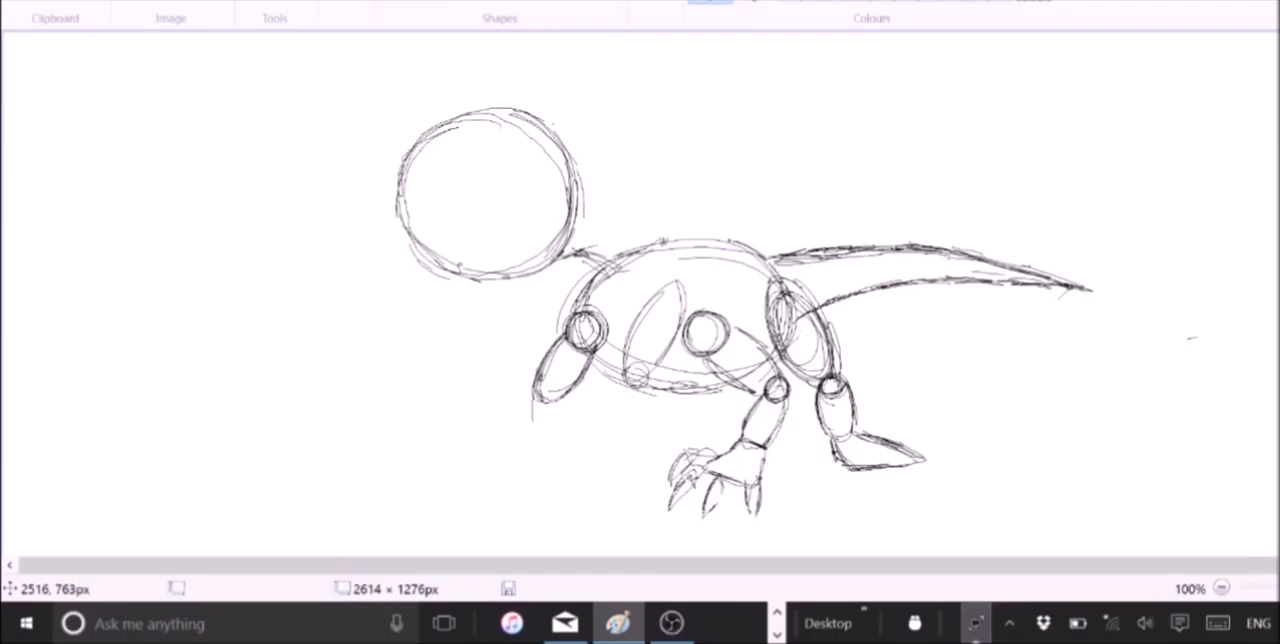 Clipboard Image Tools Shapes Colours
2516, 763px 2614 × 1276px 100%
Ask me anything Desktop ENG